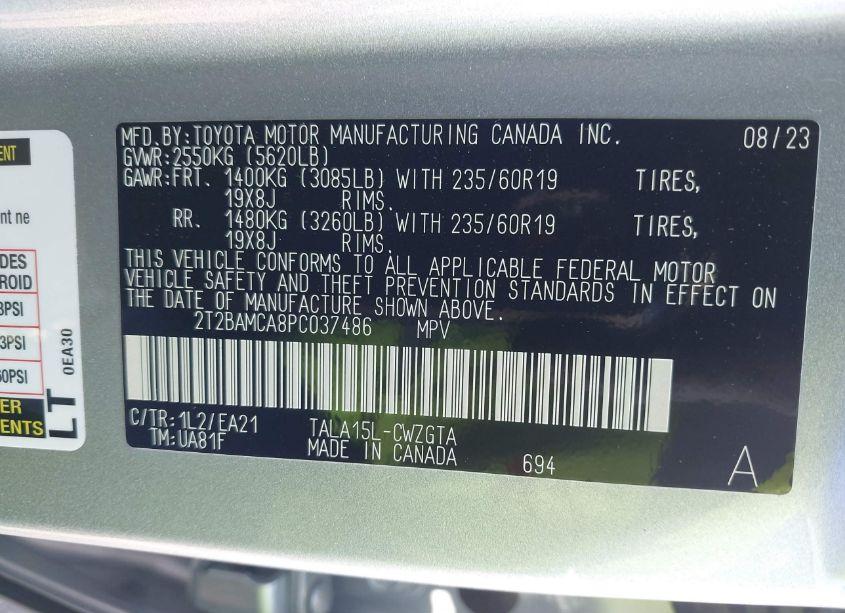 MFD.BY:TOYOTA MOTOR MANUFACTURING CANADA INC. 08/23
GVWR:2550KG (5620LB)
GAWR:FRT. 1400KG (3085LB) WITH 235/60R19 TIRES,
19X8J RIMS.
RR. 1480KG (3260LB) WITH 235/60R19 TIRES,
19X8J RIMS.
THIS VEHICLE CONFORMS TO ALL APPLICABLE FEDERAL MOTOR
VEHICLE SAFETY AND THEFT PREVENTION STANDARDS IN EFFECT ON
THE DATE OF MANUFACTURE SHOWN ABOVE.
2T2BAMCA8PC037486 MPV
C/TR:1L2/EA21 TALA15L-CWZGTA
TM:UA81F MADE IN CANADA 694 A
0EA30
LT